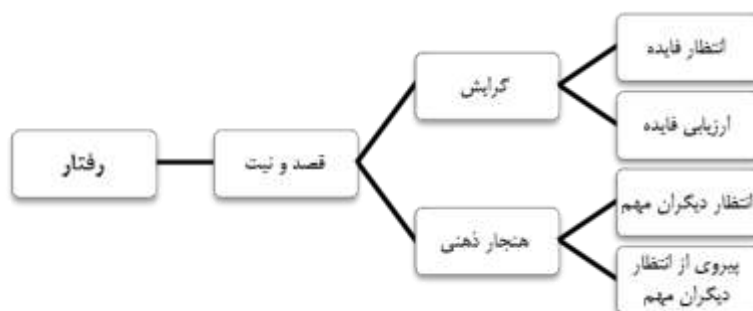 انتظار فایده
گرایش
ارزیابی فایده
رفتار
قصد و نیت
انتظار دیگران مهم
هنجار ذهنی
پیروی از انتظار
دیگران مهم